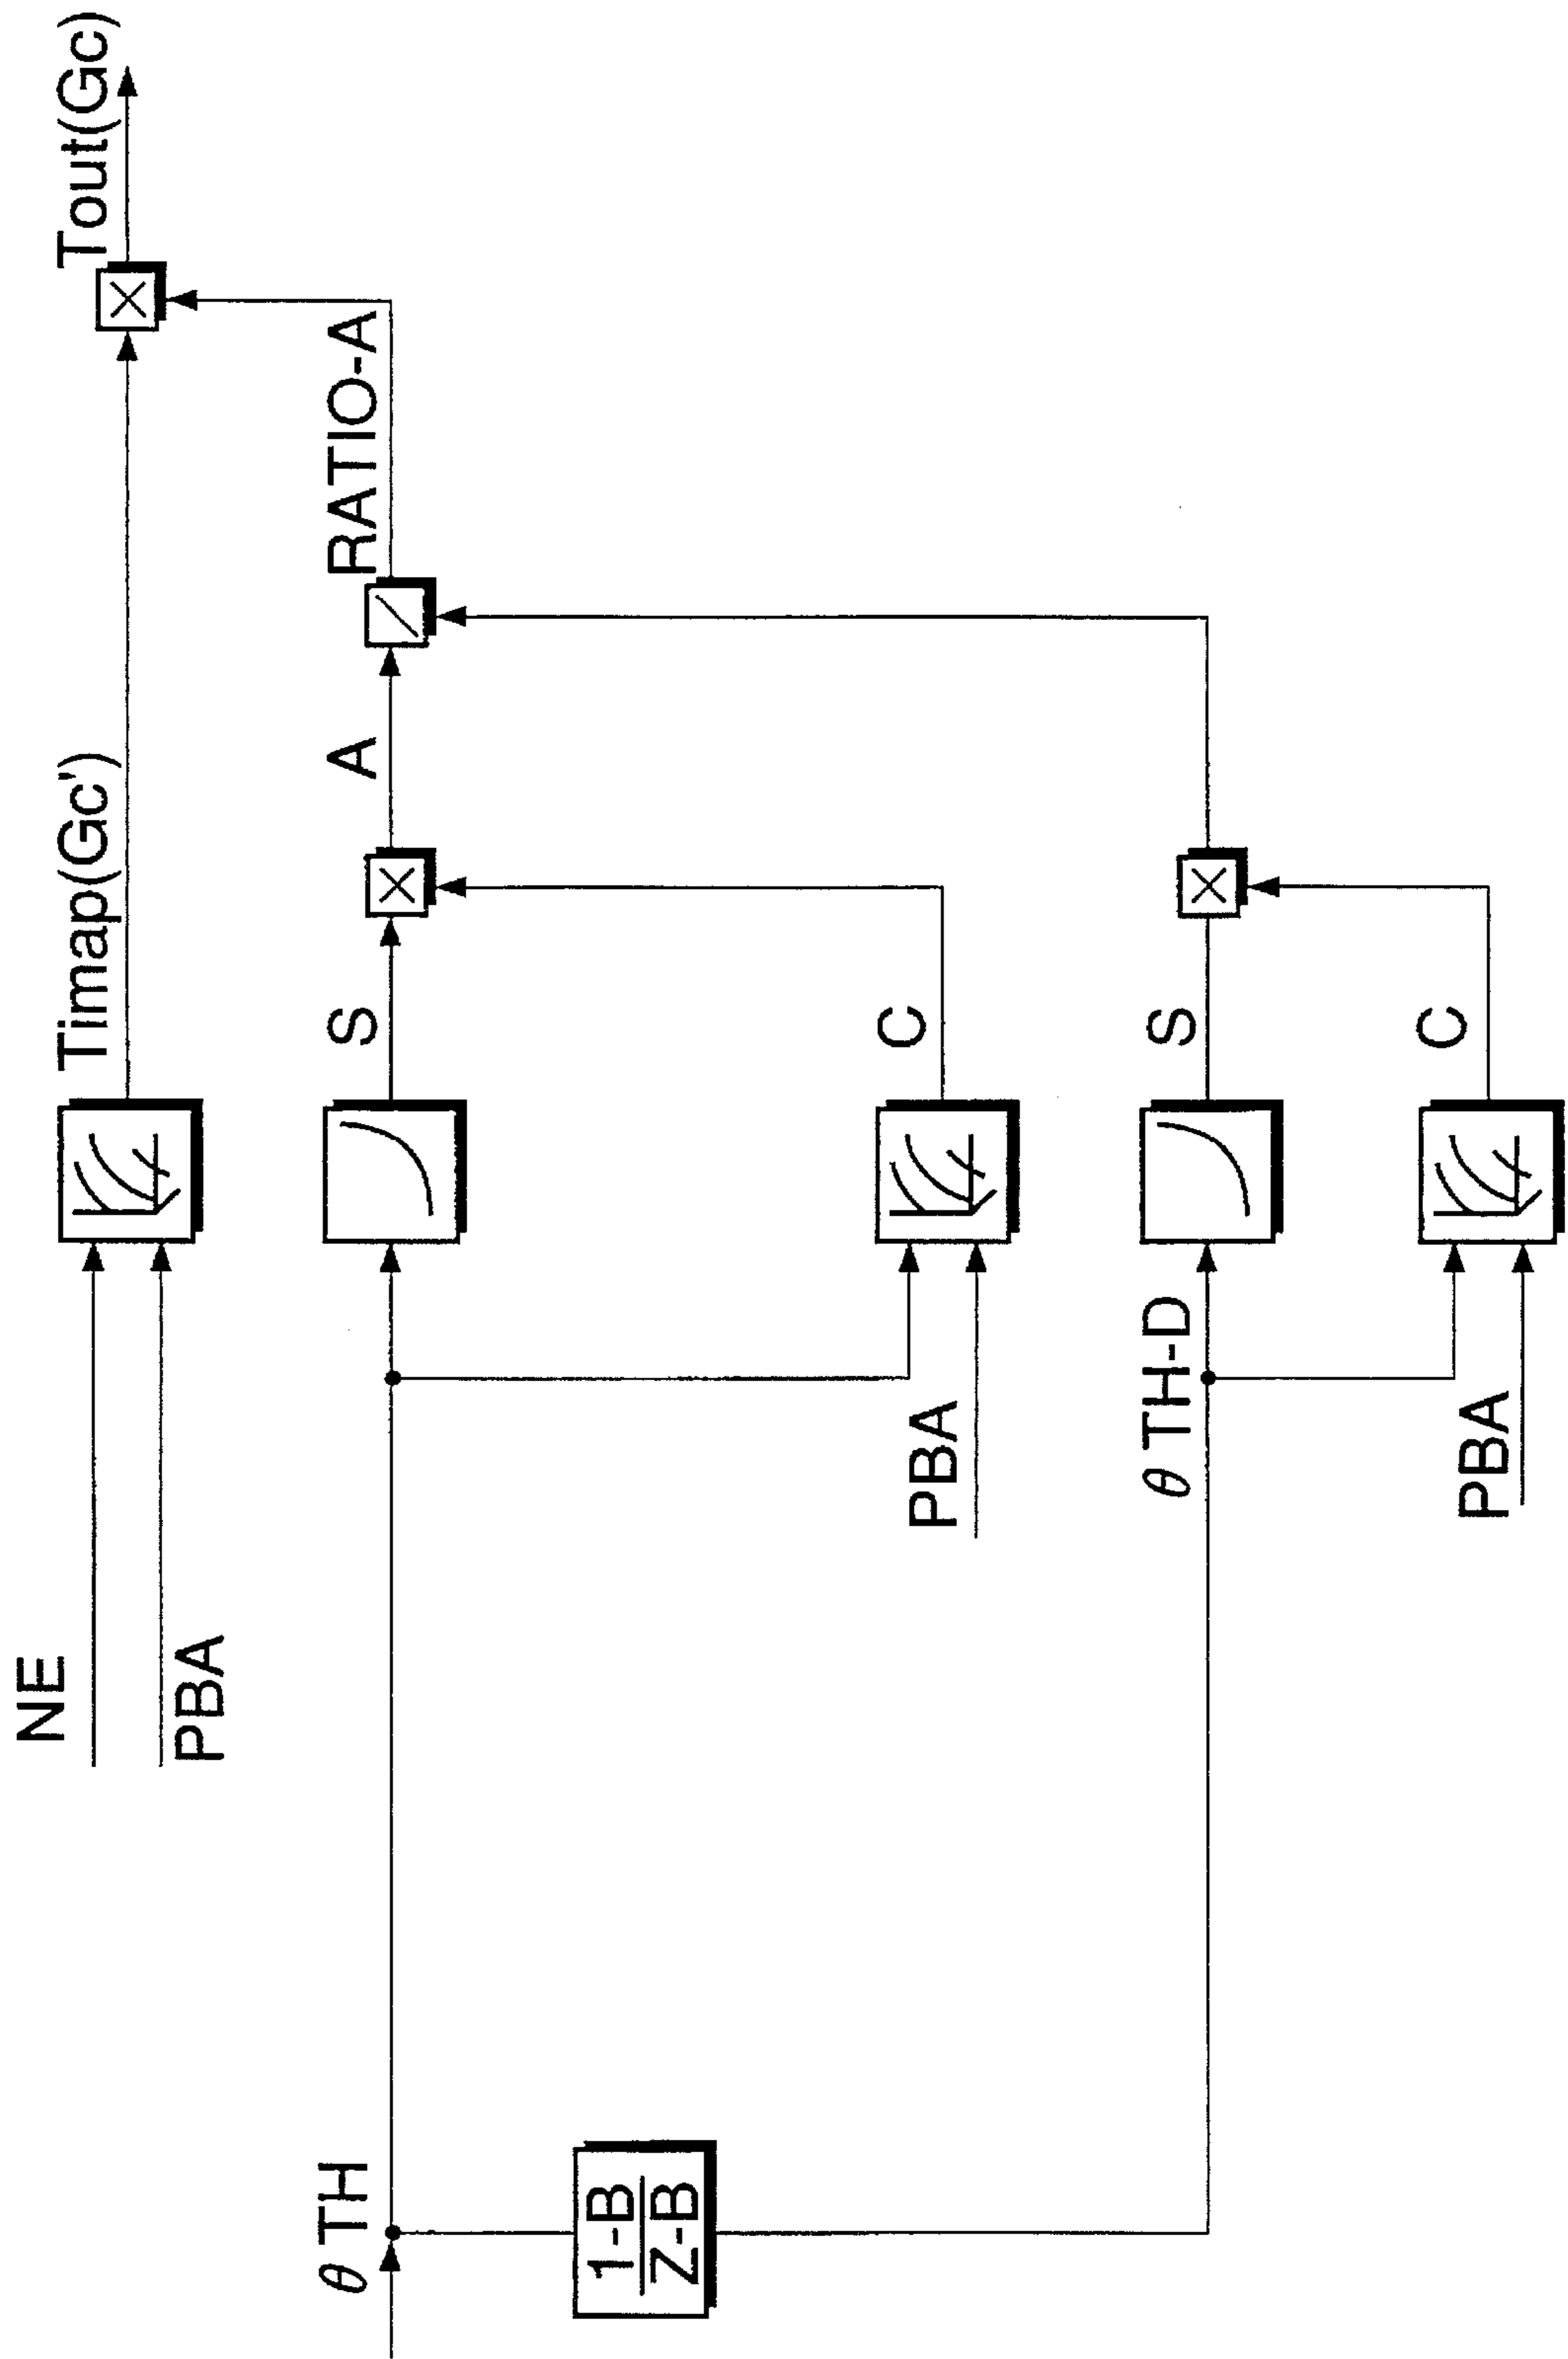 NE
PBA
Timap(Gc')
Tout(Gc)
θ TH
S
A
RATIO-A
1-B
Z-B
PBA
C
θ TH-D
S
PBA
C